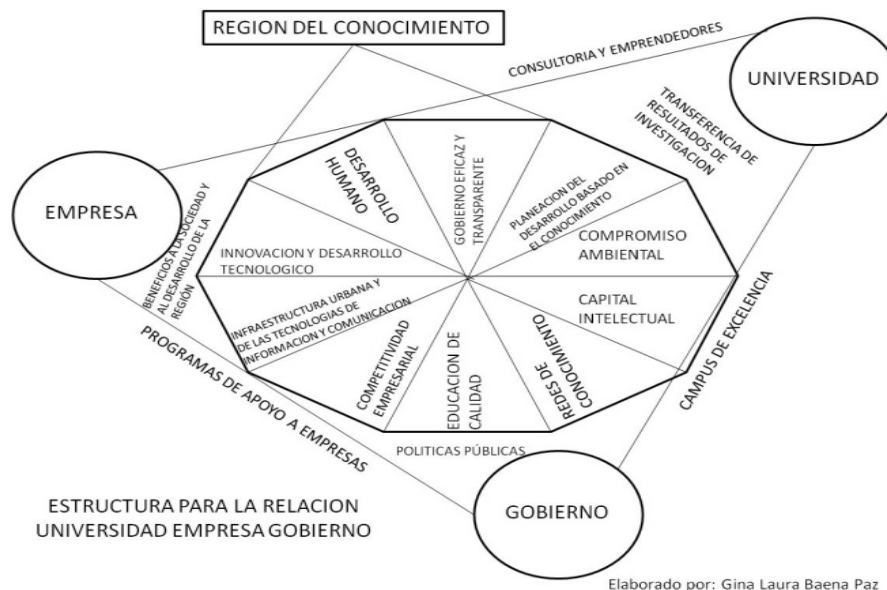 REGION DEL CONOCIMIENTO
CONSULTORIA Y EMPRENDEDORES
UNIVERSIDAD
TRANSFERENCIA DE
RESULTADOS DE
INVESTIGACION
EMPRESA
DESARROLLO
HUMANO
GOBIERNO EFICAZ Y
TRANSPARENTE
PLANEACION DEL
DESARROLLO BASADO EN
EL CONOCIMIENTO
COMPROMISO
AMBIENTAL
BENEFICIOS A LA SOCIEDAD Y
AL DESARROLLO DE LA
REGIÓN
INNOVACION Y DESARROLLO
TECNOLOGICO
CAPITAL
INTELECTUAL
INFRAESTRUCTURA URBANA Y
DE LAS TECNOLOGIAS DE
INFORMACION Y COMUNICACION
COMPETITIVIDAD
EMPRESARIAL
EDUCACION DE
CALIDAD
REDES DE
CONOCIMIENTO
CAMPUS DE EXCELENCIA
PROGRAMAS DE APOYO A EMPRESAS
POLITICAS PÚBLICAS
GOBIERNO
ESTRUCTURA PARA LA RELACION
UNIVERSIDAD EMPRESA GOBIERNO
Elaborado por: Gina Laura Baena Paz